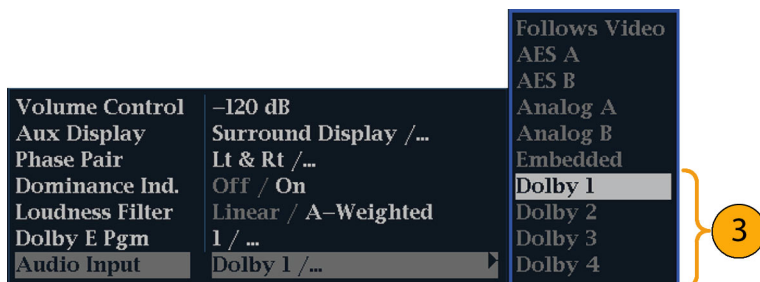 Volume Control –120 dB
Aux Display Surround Display /...
Phase Pair Lt & Rt /...
Dominance Ind. Off / On
Loudness Filter Linear / A–Weighted
Dolby E Pgm 1 / ...
Audio Input Dolby 1 /...
Follows Video
AES A
AES B
Analog A
Analog B
Embedded
Dolby 1
Dolby 2
Dolby 3
Dolby 4
3